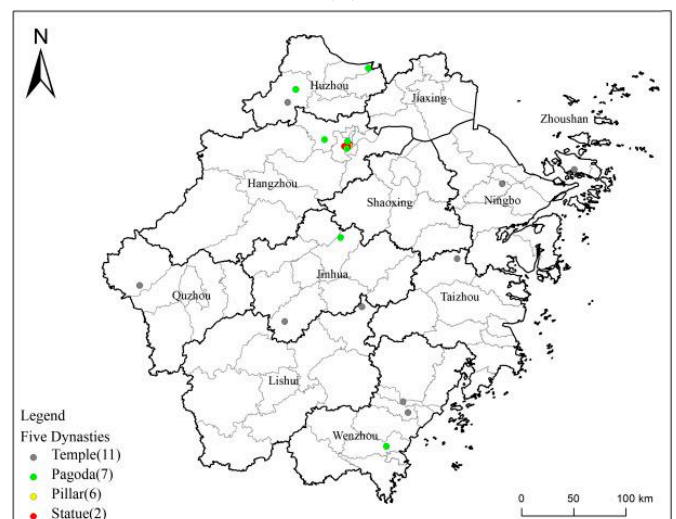 N
Huzhou
Jiaxing
Zhoushan
Hangzhou
Shaoxing
Ningbo
Jinhua
Quzhou
Taizhou
Lishui
Wenzhou
Legend
Five Dynasties
Temple(11)
Pagoda(7)
Pillar(6)
Statue(2)
0 50 100 km